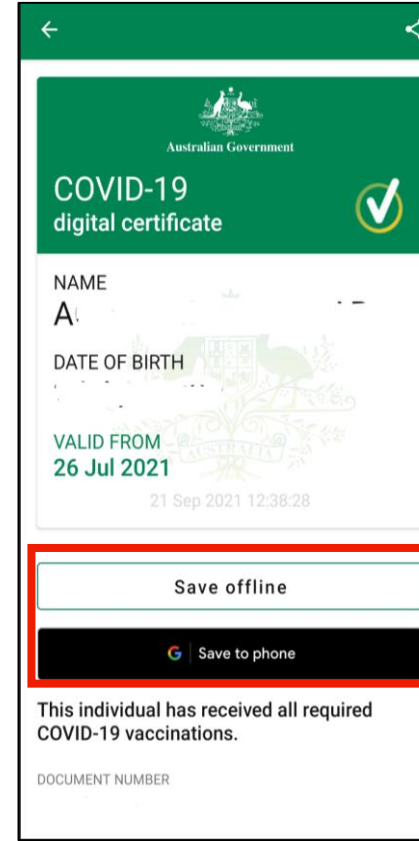 Australian Government
COVID-19
digital certificate
NAME
A
DATE OF BIRTH
AUSTRALIA
VALID FROM
26 Jul 2021
21 Sep 2021 12:38:28
Save offline
G Save to phone
This individual has received all required
COVID-19 vaccinations.
DOCUMENT NUMBER